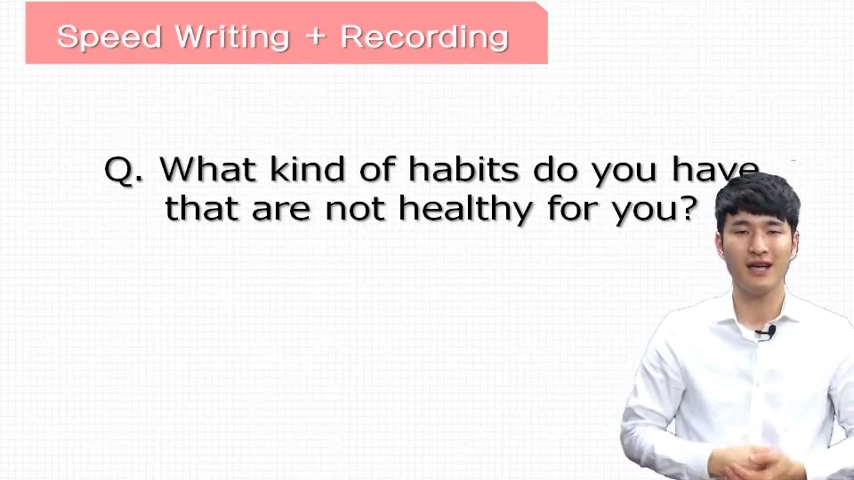 Speed Writing + Recording
Q. What kind of habits do you have
that are not healthy for you?